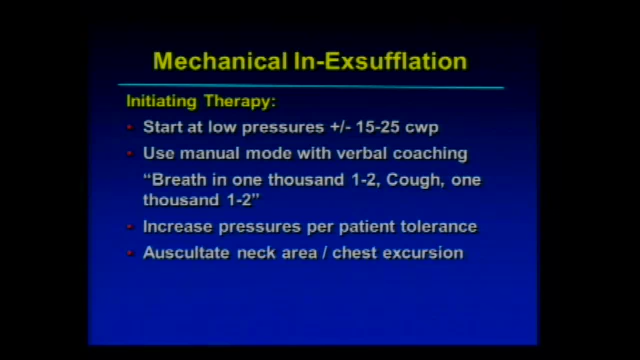 Mechanical In-Exsufflation
Initiating Therapy:
• Start at low pressures +/- 15-25 cwp
• Use manual mode with verbal coaching
“Breath in one thousand 1-2, Cough, one
thousand 1-2”
• Increase pressures per patient tolerance
• Auscultate neck area / chest excursion